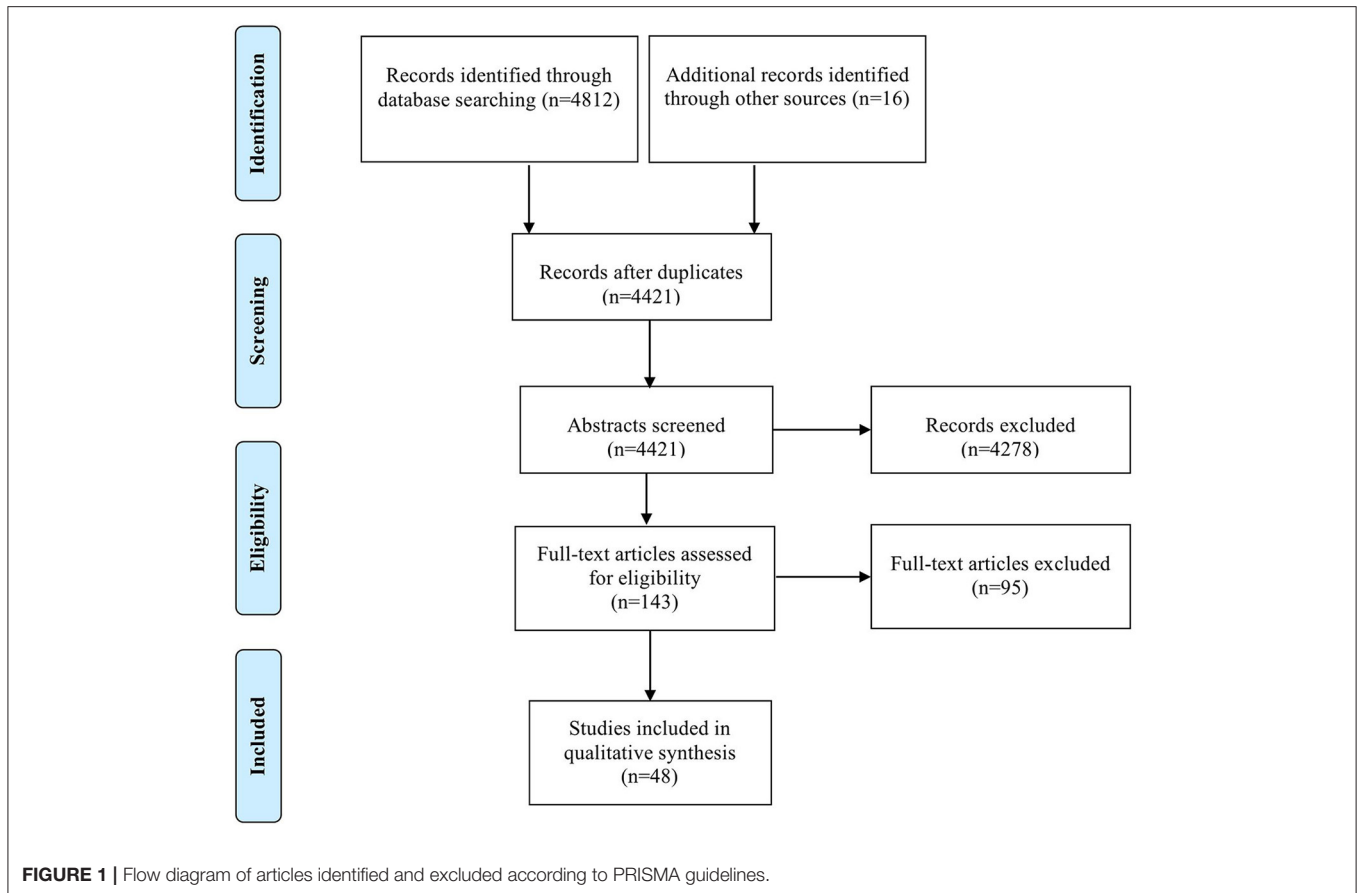 Identification
Records identified through
database searching (n=4812)
Additional records identified
through other sources (n=16)
Screening
Records after duplicates
(n=4421)
Abstracts screened
(n=4421)
Records excluded
(n=4278)
Eligibility
Full-text articles assessed
for eligibility
(n=143)
Full-text articles excluded
(n=95)
Included
Studies included in
qualitative synthesis
(n=48)
FIGURE 1 | Flow diagram of articles identified and excluded according to PRISMA guidelines.